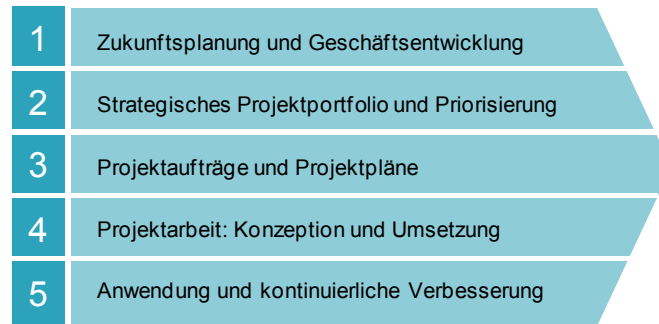 1 Zukunftsplanung und Geschäftsentwicklung
2 Strategisches Projektportfolio und Priorisierung
3 Projektaufträge und Projektpläne
4 Projektarbeit: Konzeption und Umsetzung
5 Anwendung und kontinuierliche Verbesserung